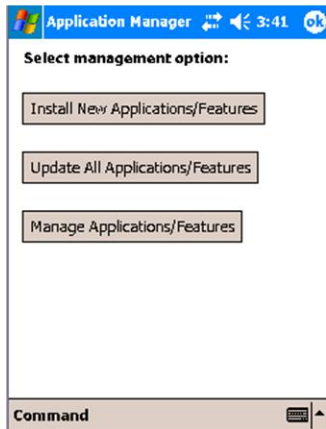 Application Manager 3:41 ok
Select management option:
Install New Applications/Features
Update All Applications/Features
Manage Applications/Features
Command